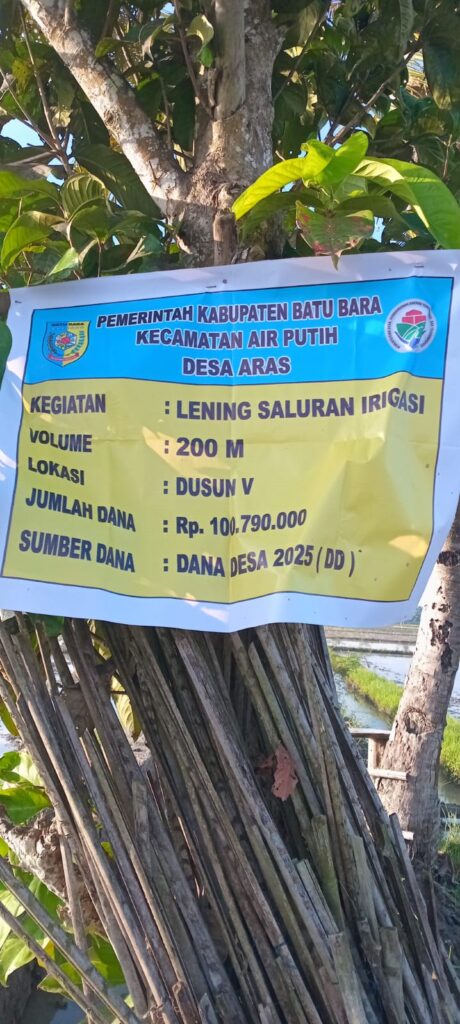 PEMERINTAH KABUPATEN BATU BARA
KECAMATAN AIR PUTIH
DESA ARAS
KEGIATAN : LENING SALURAN IRIGASI
VOLUME : 200 M
LOKASI : DUSUN V
JUMLAH DANA : Rp. 100.790.000
SUMBER DANA : DANA DESA 2025 ( DD )